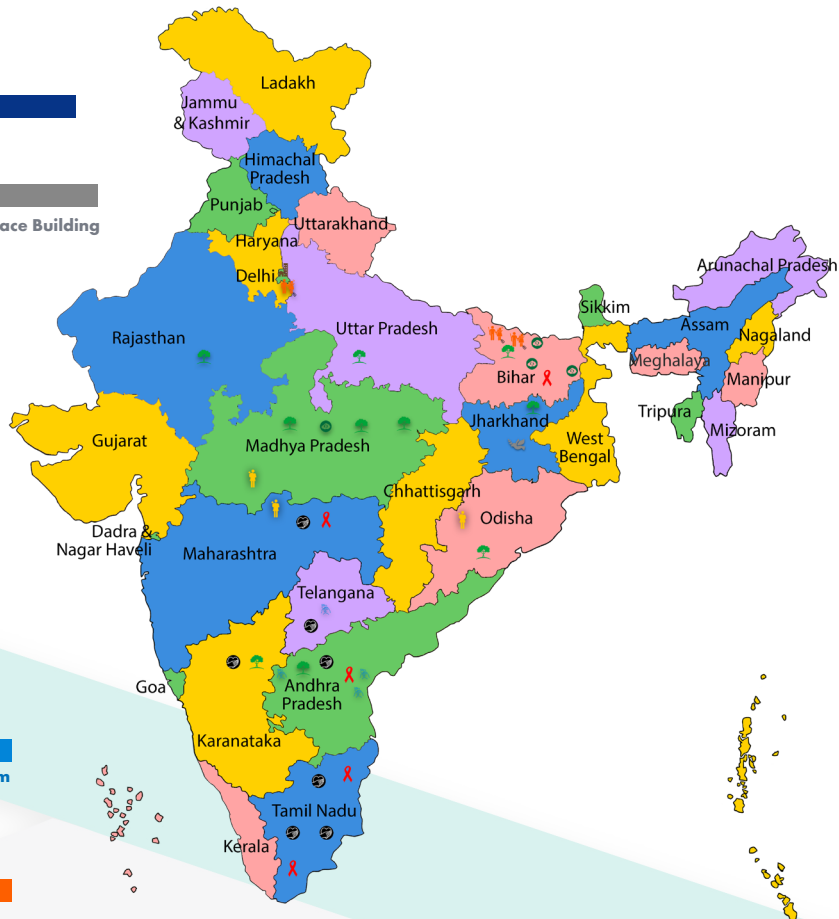 Ladakh
Jammu
& Kashmir
Himachal
Pradesh
Punjab
ace Building
Uttarakhand
Haryana
Delhi
Arunachal Pradesh
Sikkim
Assam
Nagaland
Rajasthan
Uttar Pradesh
Meghalaya
Bihar
Manipur
Tripura
Jharkhand
Mizoram
Gujarat
Madhya Pradesh
West
Bengal
Chhattisgarh
Odisha
Dadra &
Nagar Haveli
Maharashtra
Telangana
Goa
Andhra
Pradesh
Karanataka
m
Tamil Nadu
Kerala